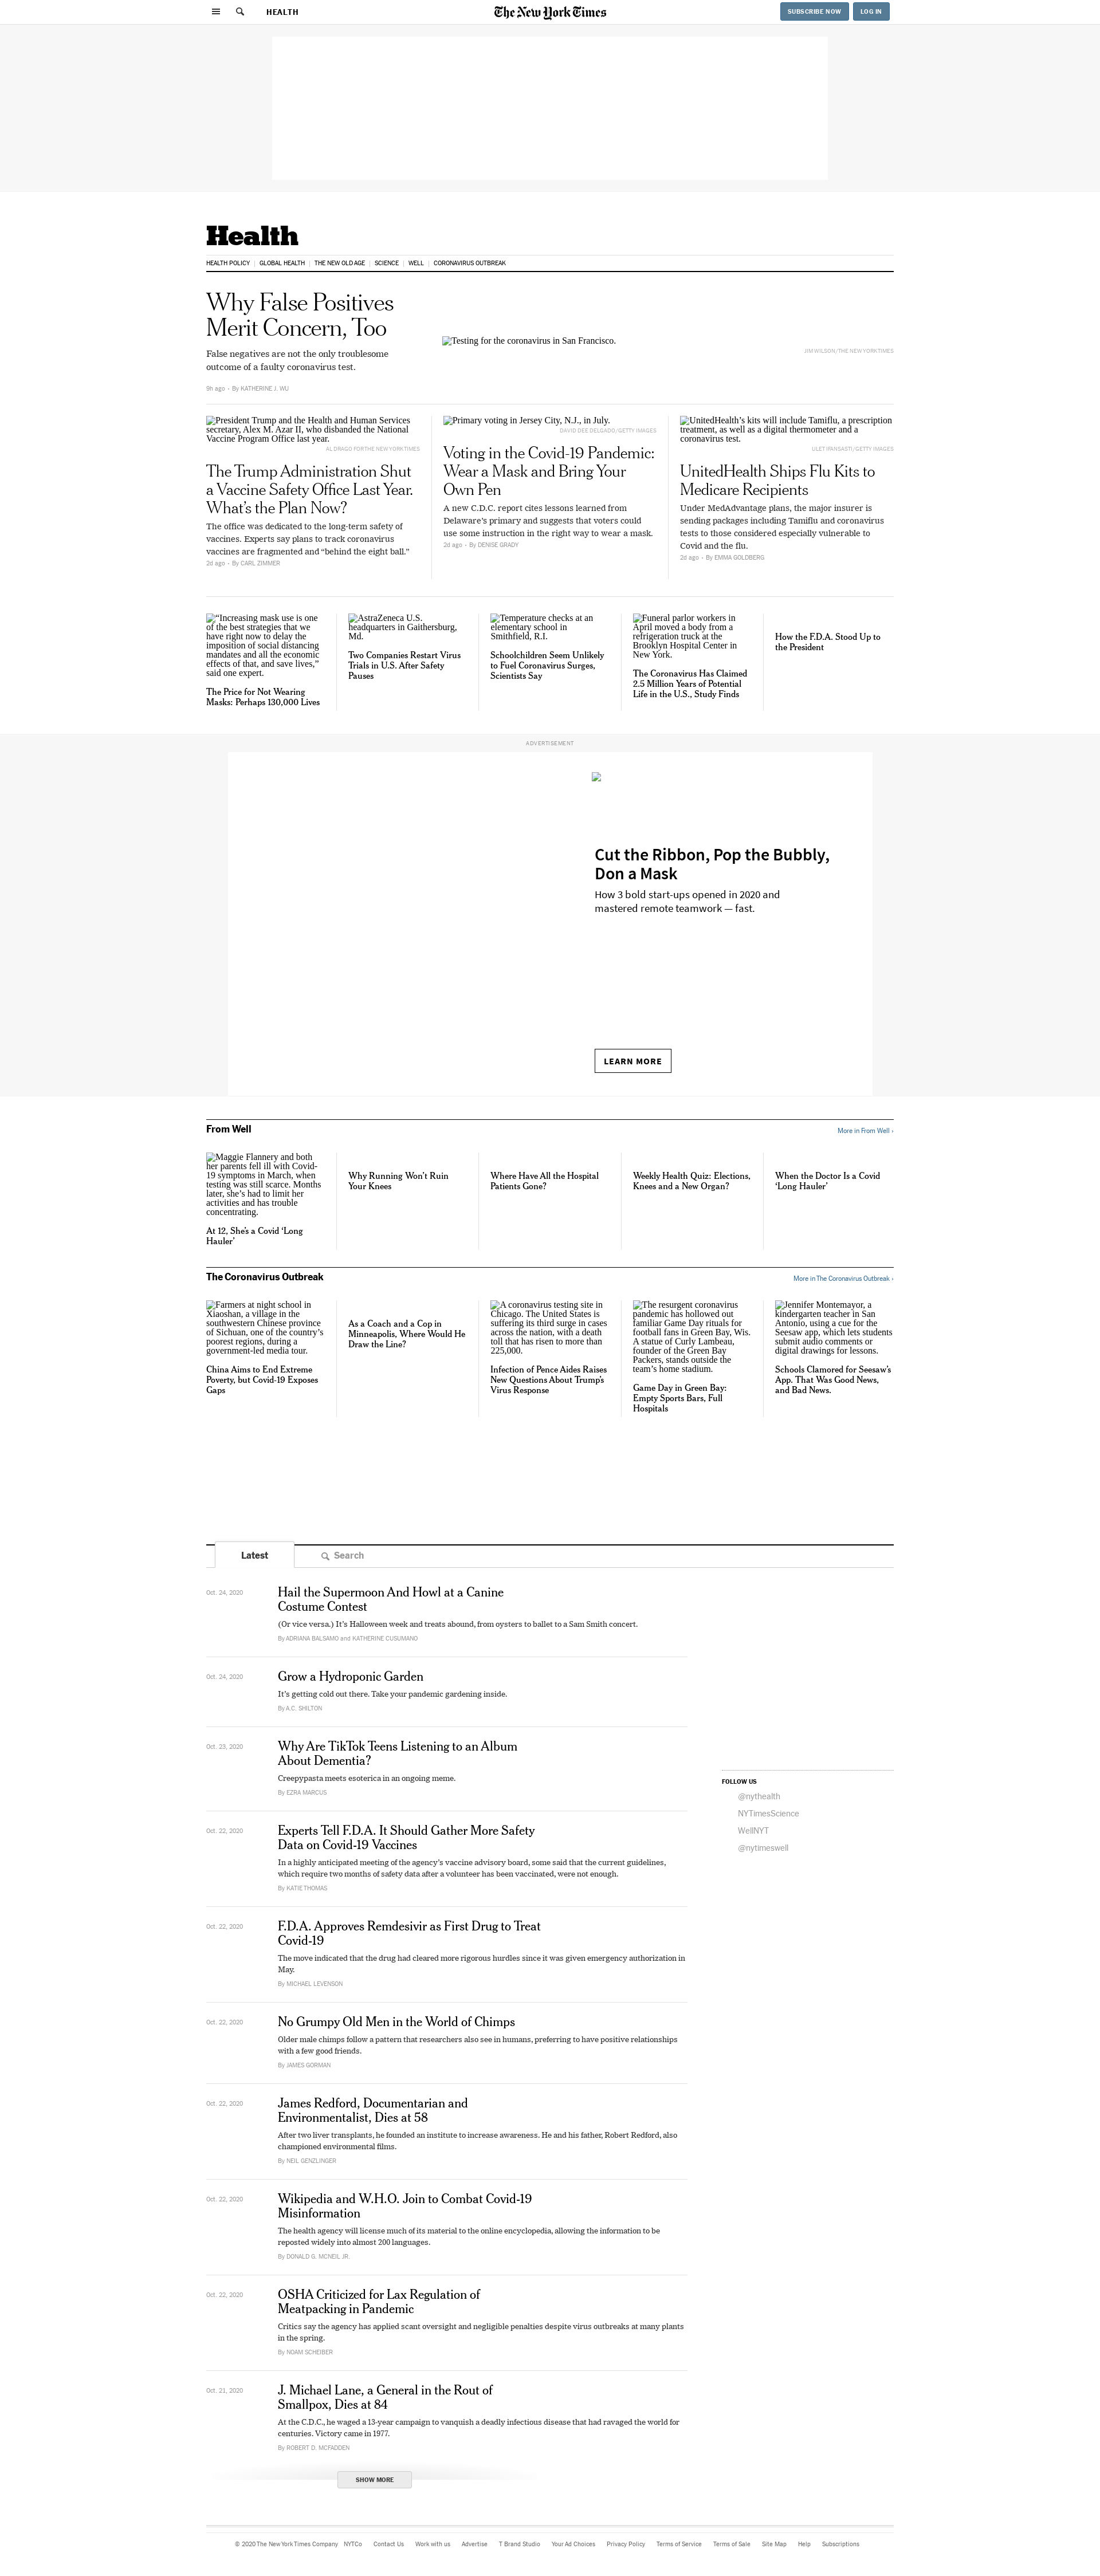 HEALTH
The New York Times
SUBSCRIBE NOW
LOG IN
Health
HEALTH POLICY
GLOBAL HEALTH
THE NEW OLD AGE
SCIENCE
WELL
CORONAVIRUS OUTBREAK
Why False Positives
Merit Concern, Too
False negatives are not the only troublesome
outcome of a faulty coronavirus test.
9h ago • By KATHERINE J. WU
Testing for the coronavirus in San Francisco.
JIM WILSON/THE NEW YORK TIMES
President Trump and the Health and Human Services
secretary, Alex M. Azar II, who disbanded the National
Vaccine Program Office last year.
AL DRAGO FOR THE NEW YORK TIMES
The Trump Administration Shut
a Vaccine Safety Office Last Year.
What’s the Plan Now?
The office was dedicated to the long-term safety of
vaccines. Experts say plans to track coronavirus
vaccines are fragmented and “behind the eight ball.”
2d ago • By CARL ZIMMER
Primary voting in Jersey City, N.J., in July.
DAVID DEE DELGADO/GETTY IMAGES
Voting in the Covid-19 Pandemic:
Wear a Mask and Bring Your
Own Pen
A new C.D.C. report cites lessons learned from
Delaware’s primary and suggests that voters could
use some instruction in the right way to wear a mask.
2d ago • By DENISE GRADY
UnitedHealth’s kits will include Tamiflu, a prescription
treatment, as well as a digital thermometer and a
coronavirus test.
ULET IFANSASTI/GETTY IMAGES
UnitedHealth Ships Flu Kits to
Medicare Recipients
Under MedAdvantage plans, the major insurer is
sending packages including Tamiflu and coronavirus
tests to those considered especially vulnerable to
Covid and the flu.
2d ago • By EMMA GOLDBERG
“Increasing mask use is one
of the best strategies that we
have right now to delay the
imposition of social distancing
mandates and all the economic
effects of that, and save lives,”
said one expert.
The Price for Not Wearing
Masks: Perhaps 130,000 Lives
AstraZeneca U.S.
headquarters in Gaithersburg,
Md.
Two Companies Restart Virus
Trials in U.S. After Safety
Pauses
Temperature checks at an
elementary school in
Smithfield, R.I.
Schoolchildren Seem Unlikely
to Fuel Coronavirus Surges,
Scientists Say
Funeral parlor workers in
April moved a body from a
refrigeration truck at the
Brooklyn Hospital Center in
New York.
The Coronavirus Has Claimed
2.5 Million Years of Potential
Life in the U.S., Study Finds
How the F.D.A. Stood Up to
the President
ADVERTISEMENT
Cut the Ribbon, Pop the Bubbly,
Don a Mask
How 3 bold start-ups opened in 2020 and
mastered remote teamwork — fast.
LEARN MORE
From Well
More in From Well ›
Maggie Flannery and both
her parents fell ill with Covid-
19 symptoms in March, when
testing was still scarce. Months
later, she’s had to limit her
activities and has trouble
concentrating.
At 12, She’s a Covid ‘Long
Hauler’
Why Running Won’t Ruin
Your Knees
Where Have All the Hospital
Patients Gone?
Weekly Health Quiz: Elections,
Knees and a New Organ?
When the Doctor Is a Covid
‘Long Hauler’
The Coronavirus Outbreak
More in The Coronavirus Outbreak ›
Farmers at night school in
Xiaoshan, a village in the
southwestern Chinese province
of Sichuan, one of the country’s
poorest regions, during a
government-led media tour.
China Aims to End Extreme
Poverty, but Covid-19 Exposes
Gaps
As a Coach and a Cop in
Minneapolis, Where Would He
Draw the Line?
A coronavirus testing site in
Chicago. The United States is
suffering its third surge in cases
across the nation, with a death
toll that has risen to more than
225,000.
Infection of Pence Aides Raises
New Questions About Trump’s
Virus Response
The resurgent coronavirus
pandemic has hollowed out
familiar Game Day rituals for
football fans in Green Bay, Wis.
A statue of Curly Lambeau,
founder of the Green Bay
Packers, stands outside the
team’s home stadium.
Game Day in Green Bay:
Empty Sports Bars, Full
Hospitals
Jennifer Montemayor, a
kindergarten teacher in San
Antonio, using a cue for the
Seesaw app, which lets students
submit audio comments or
digital drawings for lessons.
Schools Clamored for Seesaw’s
App. That Was Good News,
and Bad News.
Latest
Search
Oct. 24, 2020
Hail the Supermoon And Howl at a Canine
Costume Contest
(Or vice versa.) It’s Halloween week and treats abound, from oysters to ballet to a Sam Smith concert.
By ADRIANA BALSAMO and KATHERINE CUSUMANO
Oct. 24, 2020
Grow a Hydroponic Garden
It’s getting cold out there. Take your pandemic gardening inside.
By A.C. SHILTON
Oct. 23, 2020
Why Are TikTok Teens Listening to an Album
About Dementia?
Creepypasta meets esoterica in an ongoing meme.
By EZRA MARCUS
Oct. 22, 2020
Experts Tell F.D.A. It Should Gather More Safety
Data on Covid-19 Vaccines
In a highly anticipated meeting of the agency’s vaccine advisory board, some said that the current guidelines,
which require two months of safety data after a volunteer has been vaccinated, were not enough.
By KATIE THOMAS
Oct. 22, 2020
F.D.A. Approves Remdesivir as First Drug to Treat
Covid-19
The move indicated that the drug had cleared more rigorous hurdles since it was given emergency authorization in
May.
By MICHAEL LEVENSON
Oct. 22, 2020
No Grumpy Old Men in the World of Chimps
Older male chimps follow a pattern that researchers also see in humans, preferring to have positive relationships
with a few good friends.
By JAMES GORMAN
Oct. 22, 2020
James Redford, Documentarian and
Environmentalist, Dies at 58
After two liver transplants, he founded an institute to increase awareness. He and his father, Robert Redford, also
championed environmental films.
By NEIL GENZLINGER
Oct. 22, 2020
Wikipedia and W.H.O. Join to Combat Covid-19
Misinformation
The health agency will license much of its material to the online encyclopedia, allowing the information to be
reposted widely into almost 200 languages.
By DONALD G. MCNEIL JR.
Oct. 22, 2020
OSHA Criticized for Lax Regulation of
Meatpacking in Pandemic
Critics say the agency has applied scant oversight and negligible penalties despite virus outbreaks at many plants
in the spring.
By NOAM SCHEIBER
Oct. 21, 2020
J. Michael Lane, a General in the Rout of
Smallpox, Dies at 84
At the C.D.C., he waged a 13-year campaign to vanquish a deadly infectious disease that had ravaged the world for
centuries. Victory came in 1977.
By ROBERT D. MCFADDEN
SHOW MORE
FOLLOW US
@nythealth
NYTimesScience
WellNYT
@nytimeswell
© 2020 The New York Times Company
NYTCo
Contact Us
Work with us
Advertise
T Brand Studio
Your Ad Choices
Privacy Policy
Terms of Service
Terms of Sale
Site Map
Help
Subscriptions